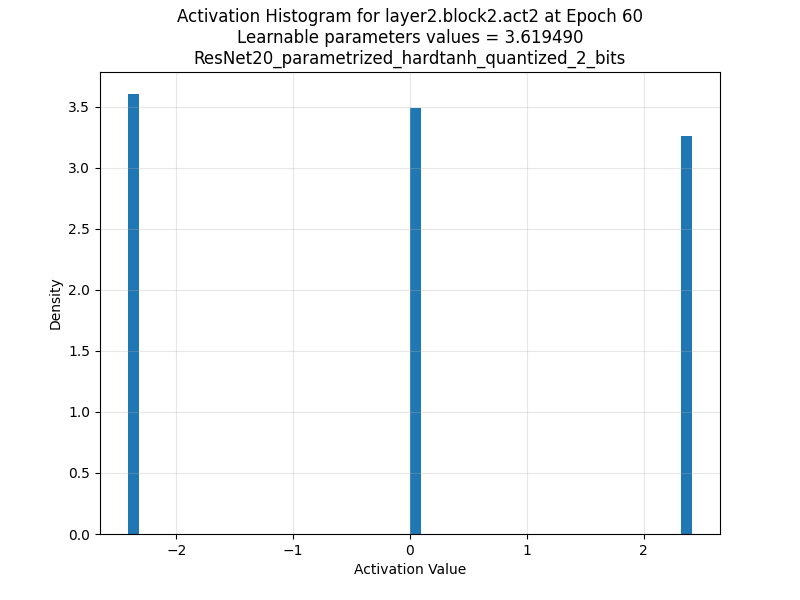 Activation Histogram for layer2.block2.act2 at Epoch 60
Learnable parameters values = 3.619490
ResNet20_parametrized_hardtanh_quantized_2_bits
3.5
3.0
2.5
2.0
1.5
1.0
0.5
0.0
Density
−2
−1
0
1
2
Activation Value